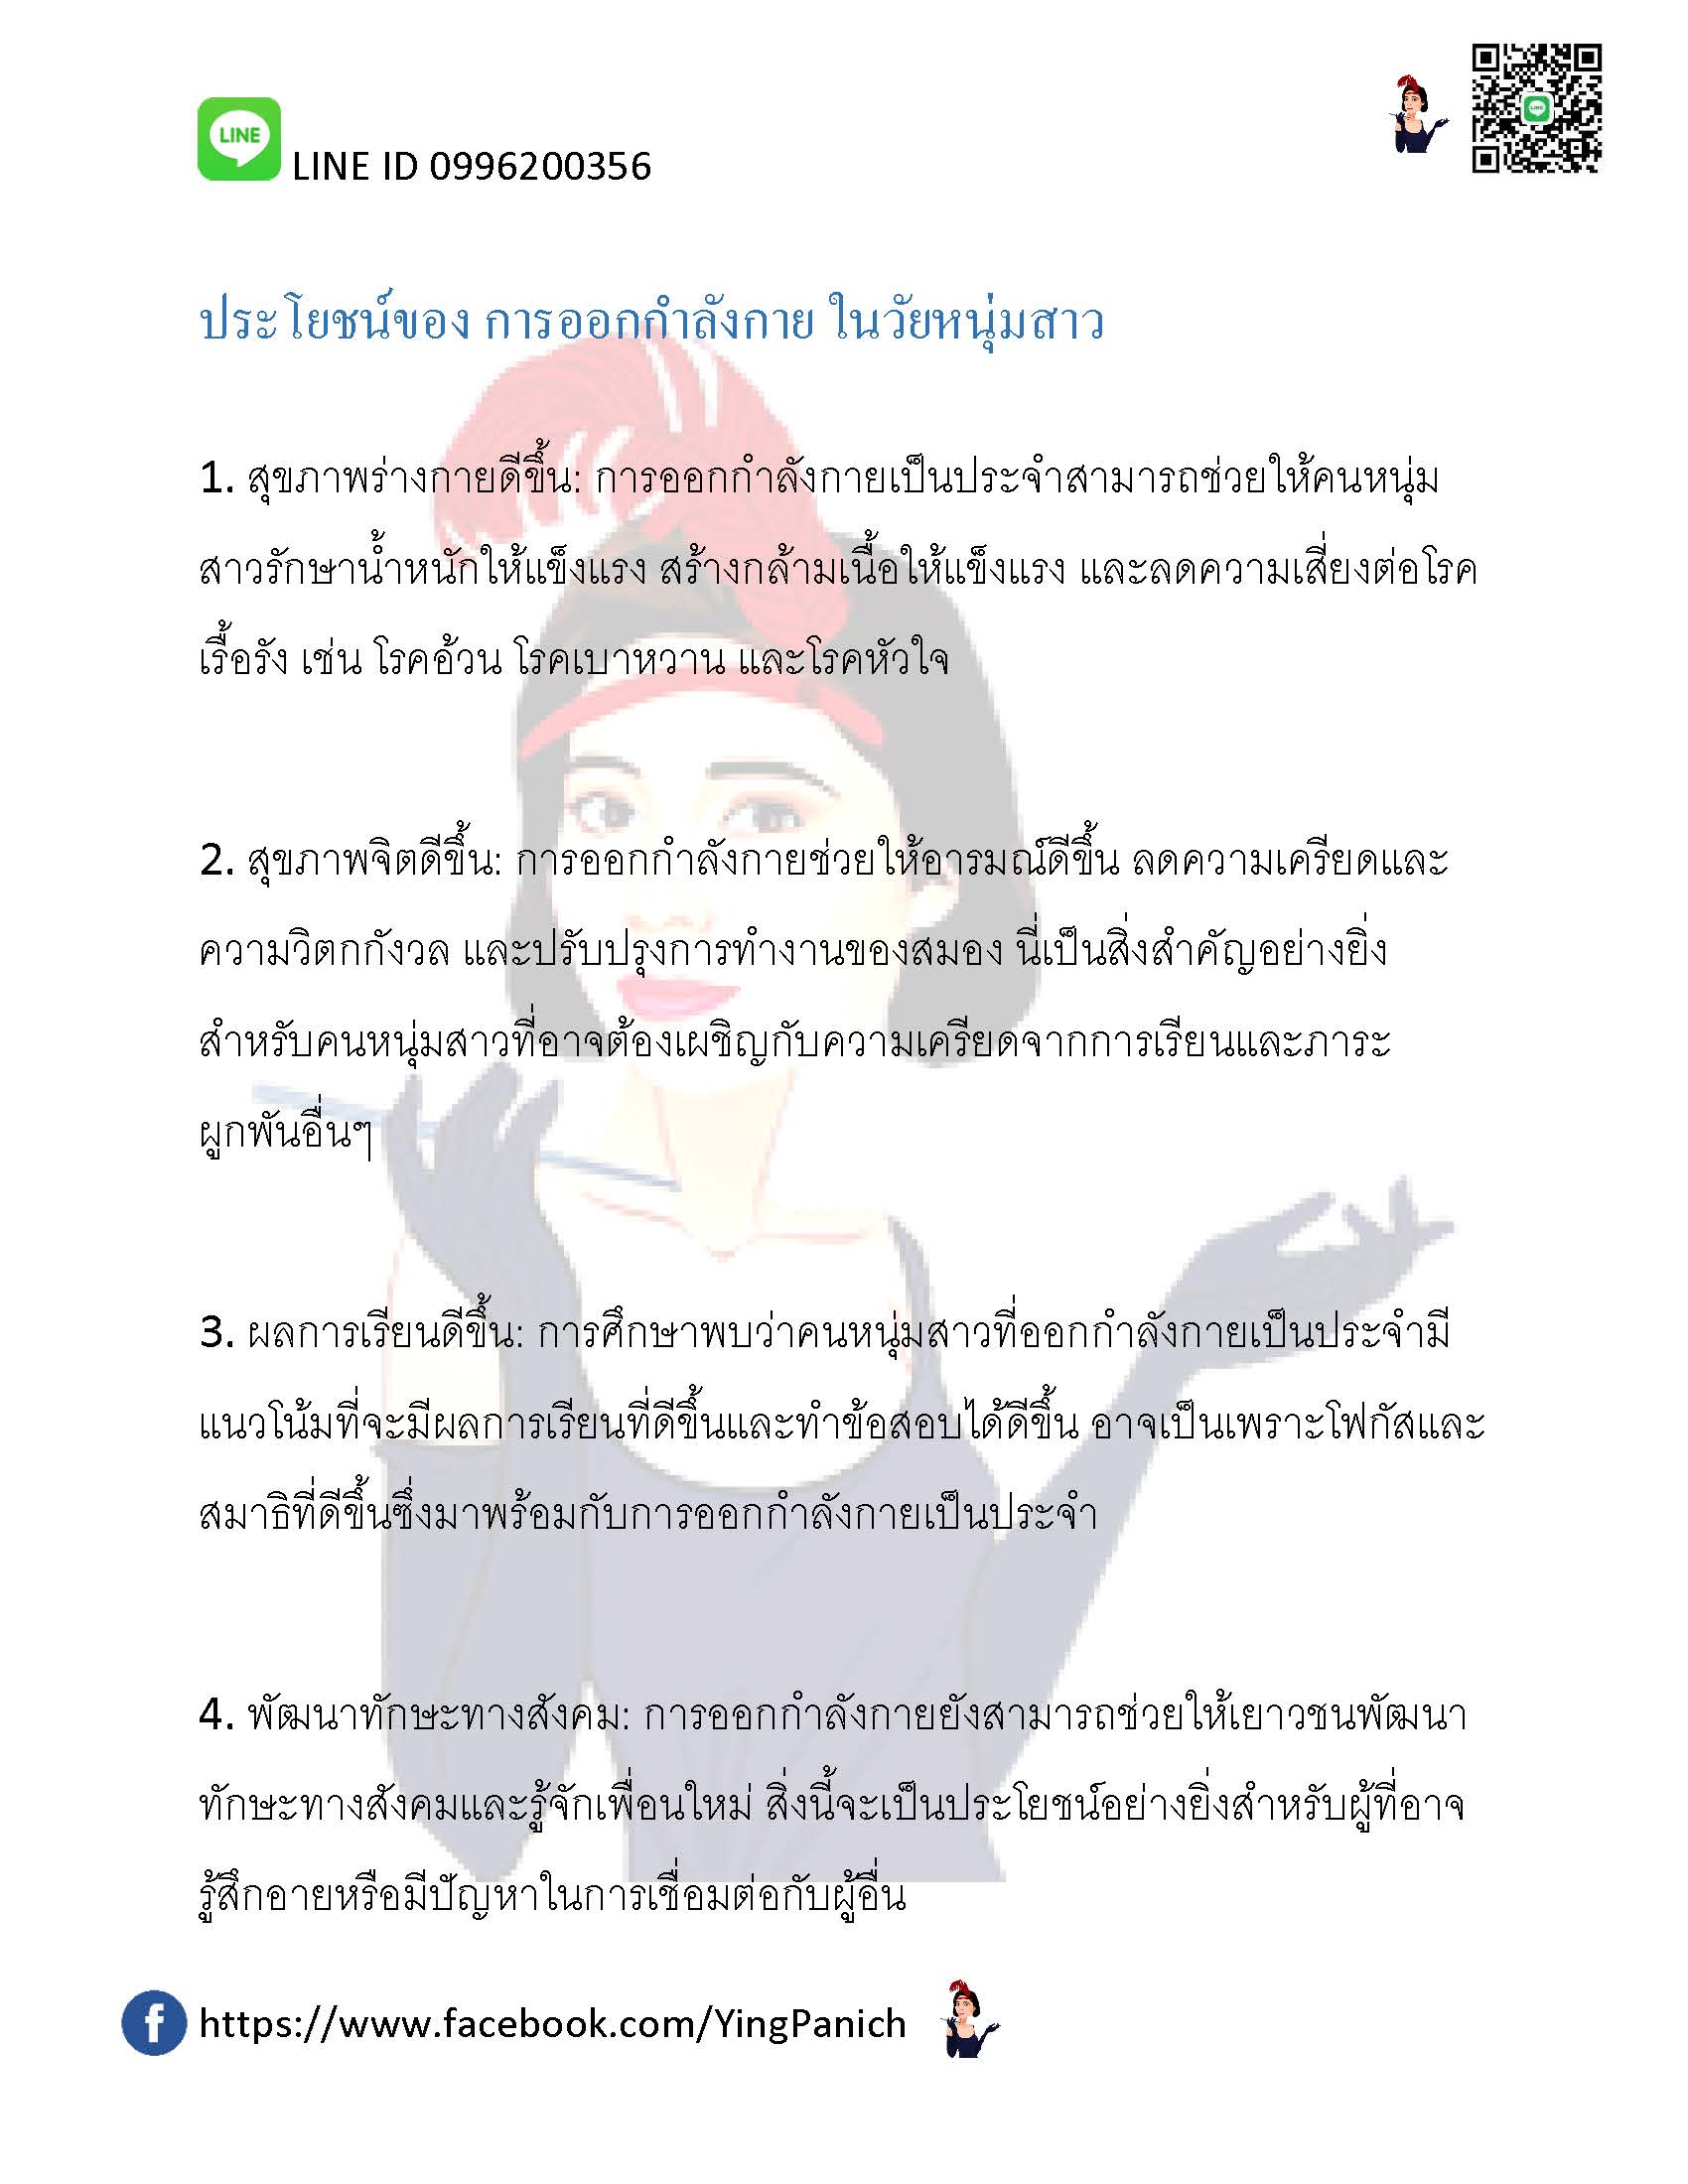 LINE
LINE ID 0996200356
ประโยชน์ของ การออกกำลังกาย ในวัยหนุ่มสาว
1. สุขภาพร่างกายดีขึ้น: การออกกำลังกายเป็นประจำสามารถช่วยให้คนหนุ่ม
สาวรักษาน้ำหนักให้แข็งแรง สร้างกล้ามเนื้อให้แข็งแรง และลดความเสี่ยงต่อโรค
เรื้อรัง เช่น โรคอ้วน โรคเบาหวาน และโรคหัวใจ
2. สุขภาพจิตดีขึ้น: การออกกำลังกายช่วยให้อารมณ์ดีขึ้น ลดความเครียดและ
ความวิตกกังวล และปรับปรุงการทำงานของสมอง นี่เป็นสิ่งสำคัญอย่างยิ่ง
สำหรับคนหนุ่มสาวที่อาจต้องเผชิญกับความเครียดจากการเรียนและภาระ
ผูกพันอื่นๆ
3. ผลการเรียนดีขึ้น: การศึกษาพบว่าคนหนุ่มสาวที่ออกกำลังกายเป็นประจำมี
แนวโน้มที่จะมีผลการเรียนที่ดีขึ้นและทำข้อสอบได้ดีขึ้น อาจเป็นเพราะโฟกัสและ
สมาธิที่ดีขึ้นซึ่งมาพร้อมกับการออกกำลังกายเป็นประจำ
4. พัฒนาทักษะทางสังคม: การออกกำลังกายยังสามารถช่วยให้เยาวชนพัฒนา
ทักษะทางสังคมและรู้จักเพื่อนใหม่ สิ่งนี้จะเป็นประโยชน์อย่างยิ่งสำหรับผู้ที่อาจ
รู้สึกอายหรือมีปัญหาในการเชื่อมต่อกับผู้อื่น
https://www.facebook.com/YingPanich